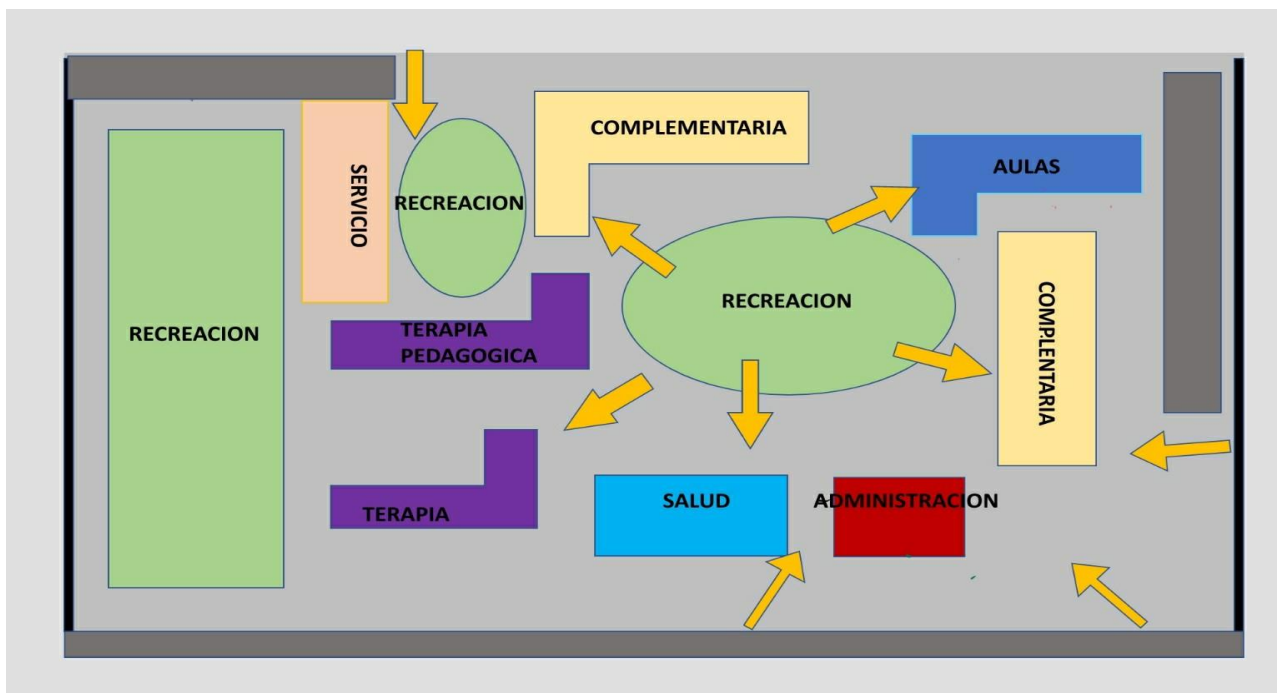 COMPLEMENTARIA
AULAS
SERVICIO
RECREACION
RECREACION
RECREACION
TERAPIA
PEDAGOGICA
COMPLENTARIA
SALUD
ADMINISTRACION
TERAPIA